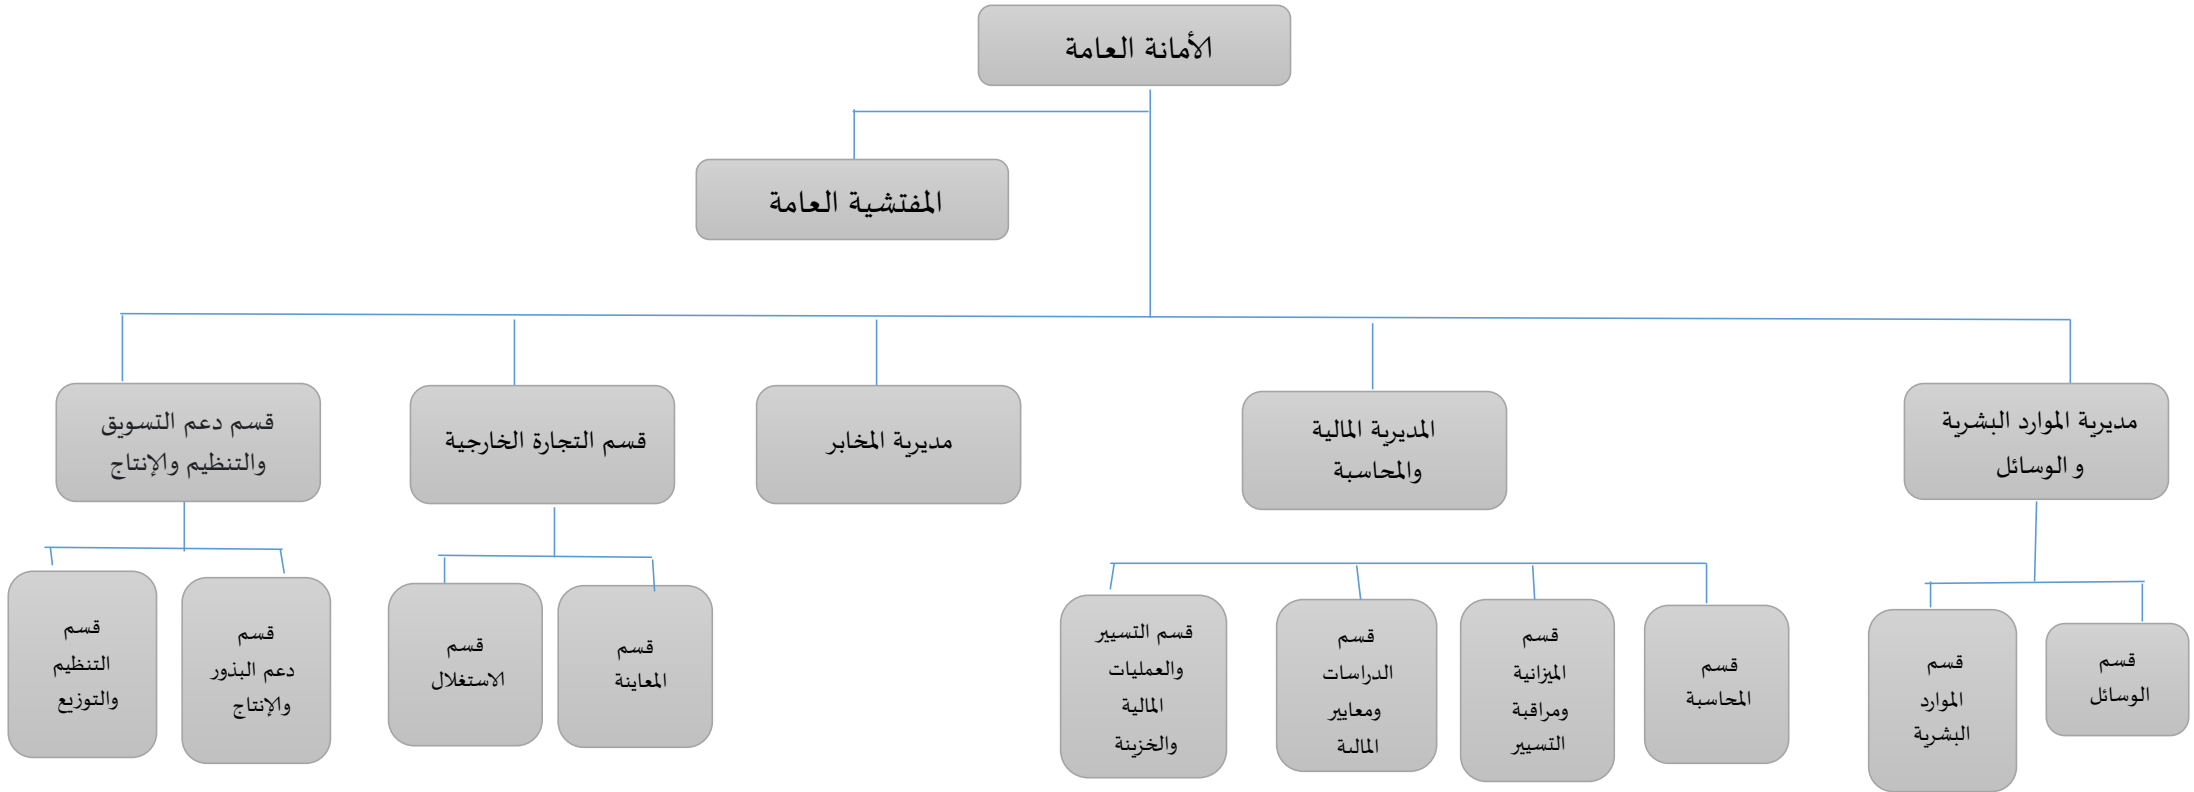 الأمانة العامة
المفتشية العامة
مديرية الموارد البشرية
و الوسائل
المديرية المالية
والمحاسبة
مديرية المخابر
قسم التجارة الخارجية
قسم دعم التسويق
والتنظيم والإنتاج
قسم
الوسائل
قسم
الموارد
البشرية
قسم
المحاسبة
قسم
الميزانية
ومراقبة
التسيير
قسم
الدراسات
ومعايير
المالية
قسم التسيير
والعمليات
المالية
والخزينة
قسم
المعاينة
قسم
الاستغلال
قسم
دعم البذور
والإنتاج
قسم
التنظيم
والتوزيع